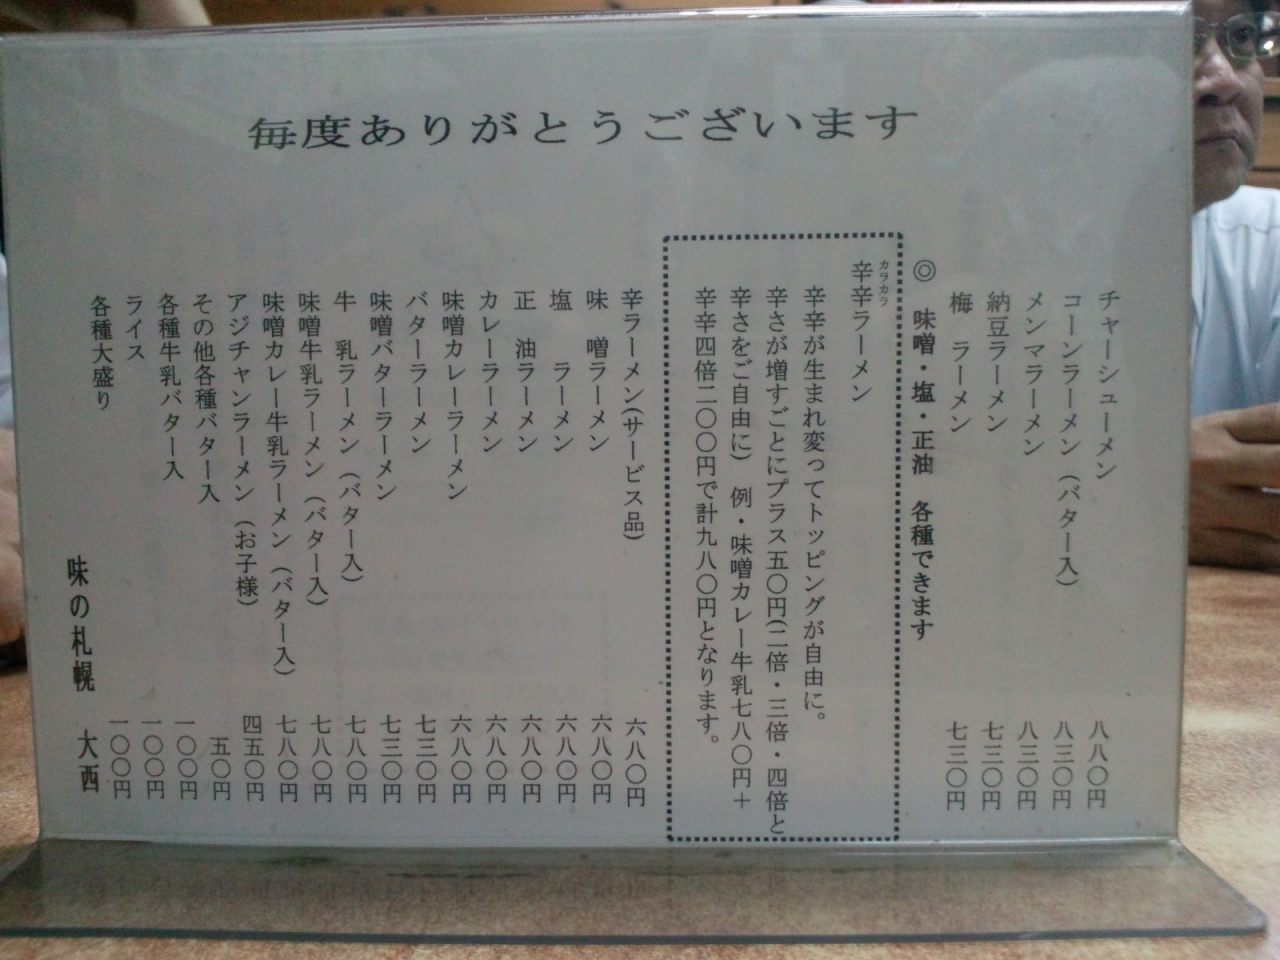 毎度ありがとうございます
チャーシューメン 八八〇円
コーンラーメン(バター入) 八三〇円
メンマラーメン 八三〇円
納豆ラーメン 七三〇円
梅 ラーメン 七三〇円
◎ 味噌・塩・正油 各種できます
カラカラ
辛辛ラーメン
辛辛が生まれ変ってトッピングが自由に。
辛さが増すごとにプラス五〇円(二倍・三倍・四倍と
辛さをご自由に) 例・味噌カレー牛乳七八〇円+
辛辛四倍二〇〇円で計九八〇円となります。
辛ラーメン(サービス品) 六八〇円
味 噌ラーメン 六八〇円
塩 ラーメン 六八〇円
正 油ラーメン 六八〇円
カレーラーメン 六八〇円
味噌カレーラーメン 六八〇円
バターラーメン 七三〇円
味噌バターラーメン 七三〇円
牛 乳ラーメン(バター入) 七八〇円
味噌牛乳ラーメン(バター入) 七八〇円
味噌カレー牛乳ラーメン(バター入) 七八〇円
アジチャンラーメン(お子様) 四五〇円
その他各種バター入 五〇円
各種牛乳バター入 一〇〇円
ライス 一〇〇円
各種大盛り 一〇〇円
味の札幌 大西